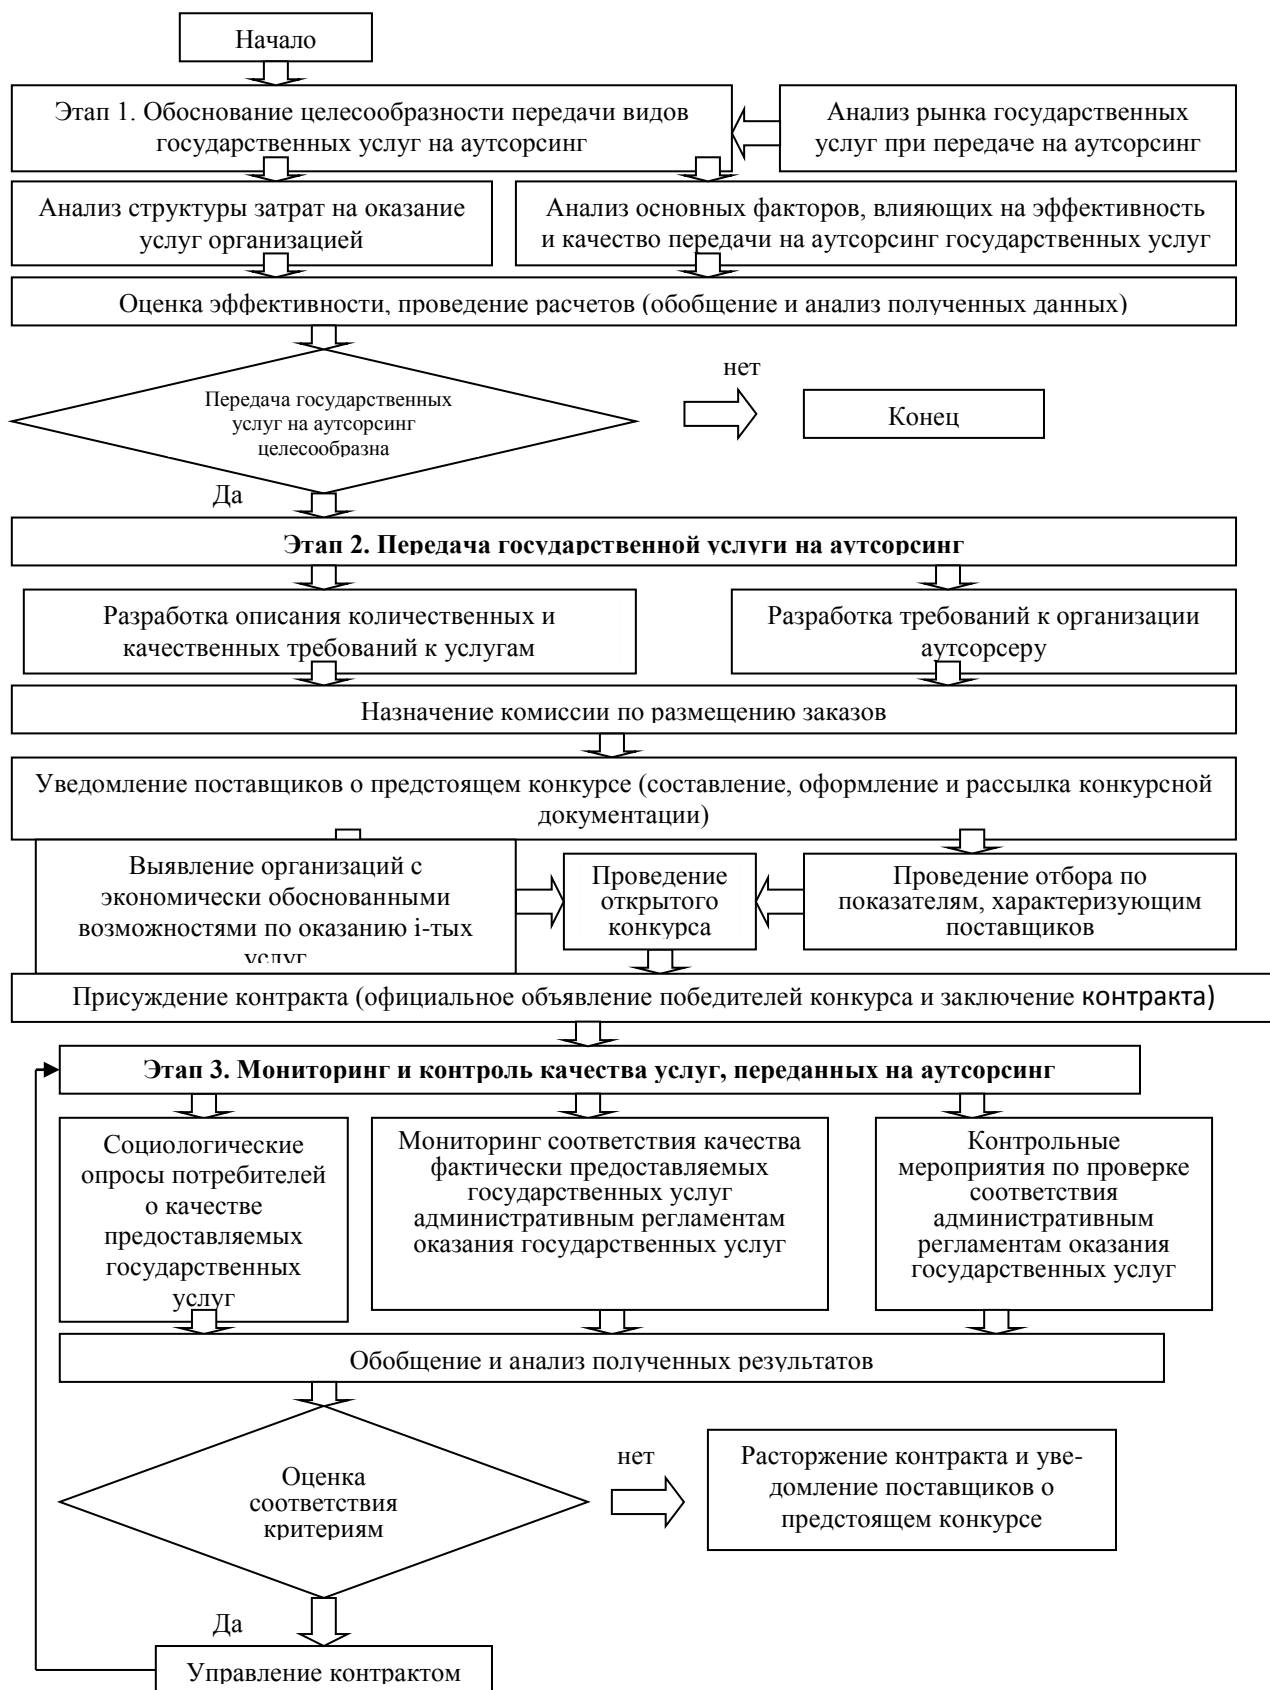 Начало
Этап 1. Обоснование целесообразности передачи видов
государственных услуг на аутсорсинг
Анализ рынка государственных
услуг при передаче на аутсорсинг
Анализ структуры затрат на оказание
услуг организацией
Анализ основных факторов, влияющих на эффективность
и качество передачи на аутсорсинг государственных услуг
Оценка эффективности, проведение расчетов (обобщение и анализ полученных данных)
Передача государственных
услуг на аутсорсинг
целесообразна
нет
Конец
Да
Этап 2. Передача государственной услуги на аутсорсинг
Разработка описания количественных и
качественных требований к услугам
Разработка требований к организации
аутсорсеру
Назначение комиссии по размещению заказов
Уведомление поставщиков о предстоящем конкурсе (составление, оформление и рассылка конкурсной
документации)
Выявление организаций с
экономически обоснованными
возможностями по оказанию i-тых
услуг
Проведение
открытого
конкурса
Проведение отбора по
показателям, характеризующим
поставщиков
Присуждение контракта (официальное объявление победителей конкурса и заключение контракта)
Этап 3. Мониторинг и контроль качества услуг, переданных на аутсорсинг
Социологические
опросы потребителей
о качестве
предоставляемых
государственных
услуг
Мониторинг соответствия качества
фактически предоставляемых
государственных услуг
административным регламентам
оказания государственных услуг
Контрольные
мероприятия по проверке
соответствия
административным
регламентам оказания
государственных услуг
Обобщение и анализ полученных результатов
Оценка
соответствия
критериям
нет
Расторжение контракта и уве-
домление поставщиков о
предстоящем конкурсе
Да
Управление контрактом